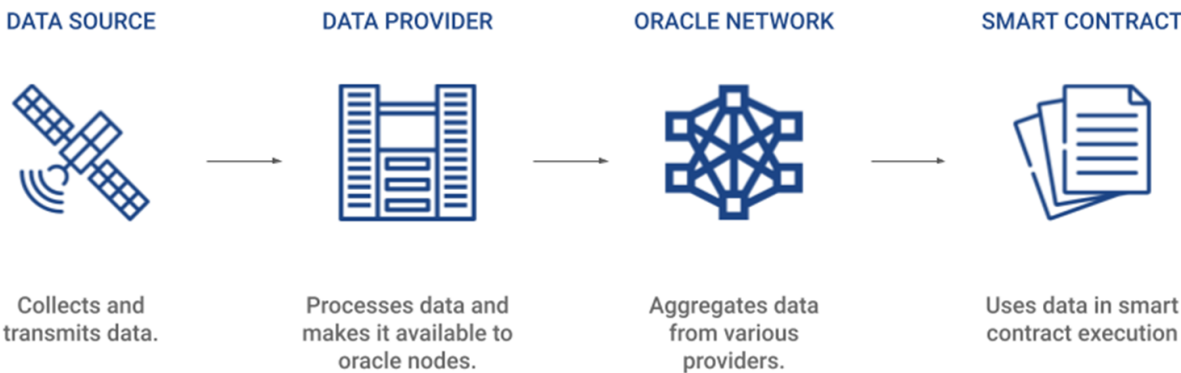 DATA SOURCE
DATA PROVIDER
ORACLE NETWORK
SMART CONTRACT
Collects and
transmits data.
Processes data and
makes it available to
oracle nodes.
Aggregates data
from various
providers.
Uses data in smart
contract execution